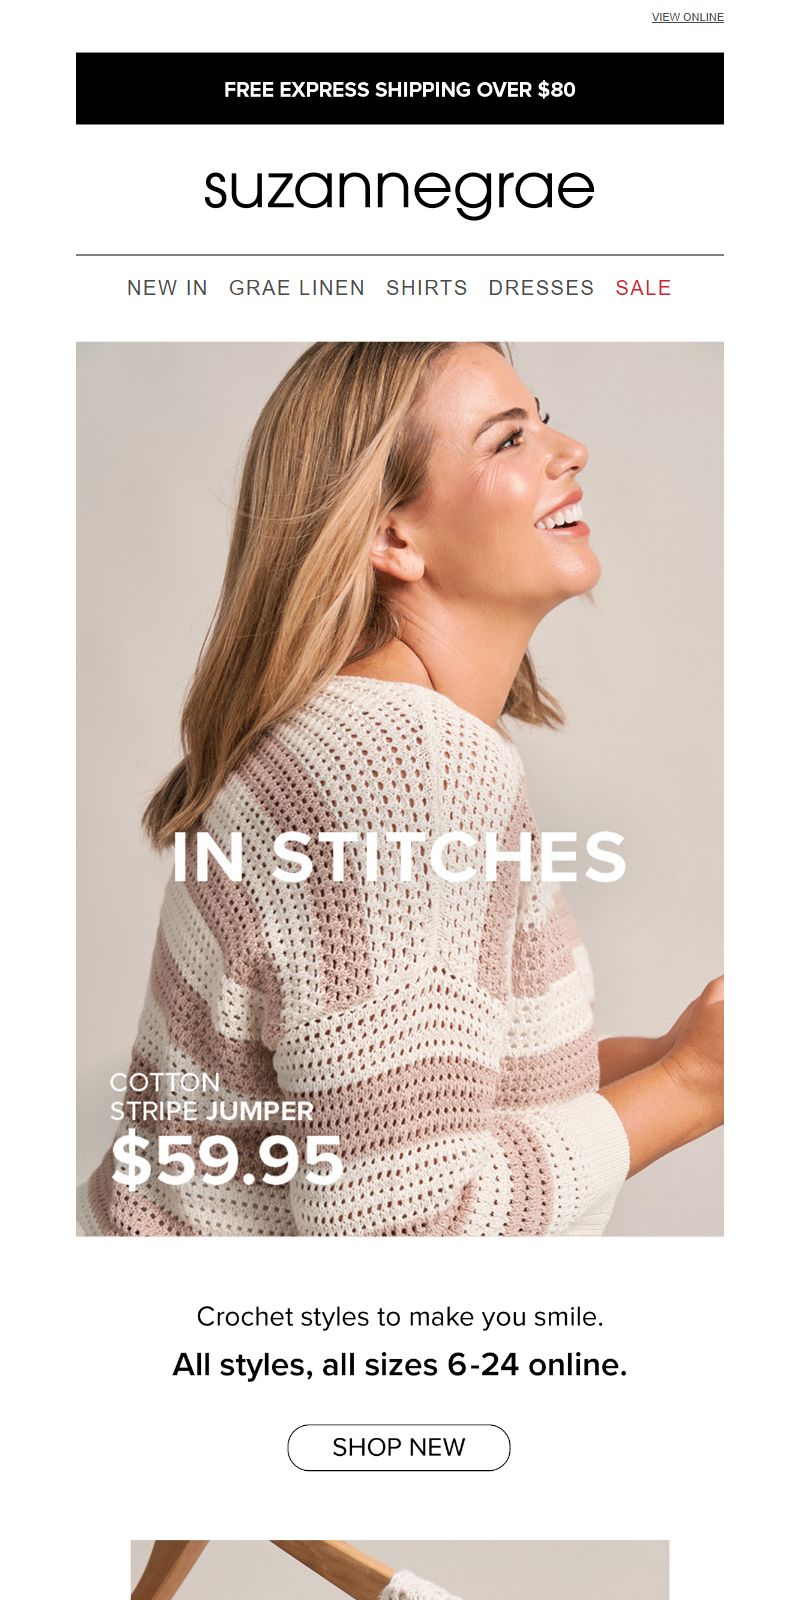 VIEW ONLINE
FREE EXPRESS SHIPPING OVER $80
suzannegrae
NEW IN GRAE LINEN SHIRTS DRESSES SALE
IN STITCHES
COTTON
STRIPE JUMPER
$59.95
Crochet styles to make you smile.
All styles, all sizes 6-24 online.
SHOP NEW